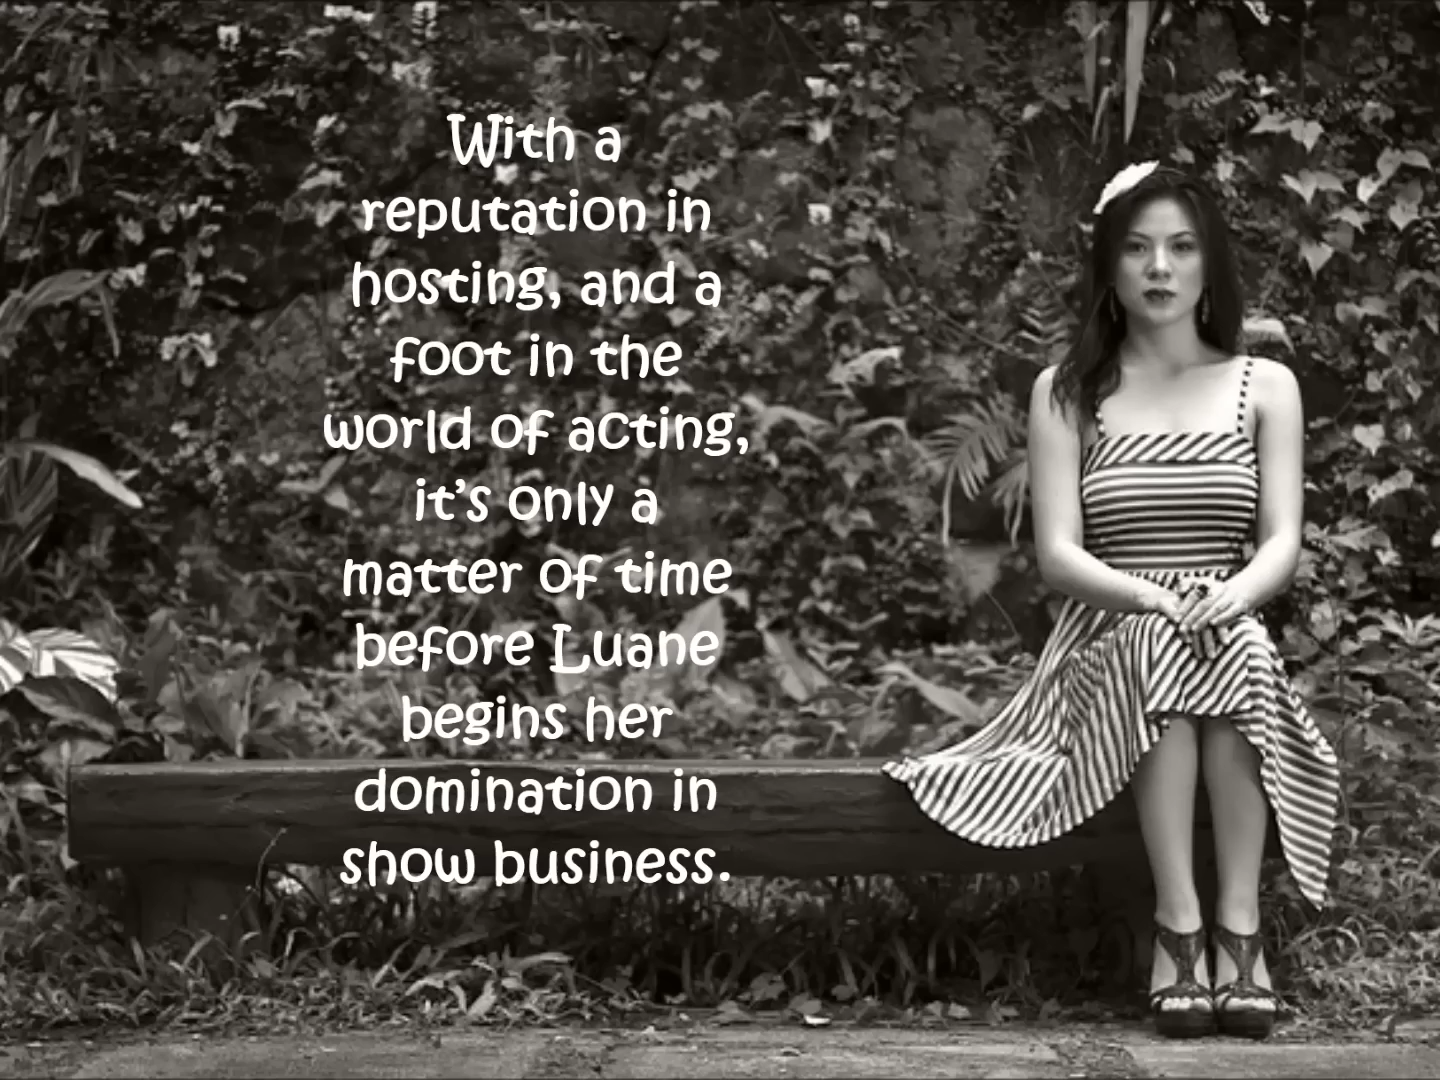 With a
reputation in
hosting, and a
foot in the
world of acting,
it's only a
matter of time
before Luane
begins her
domination in
show business.